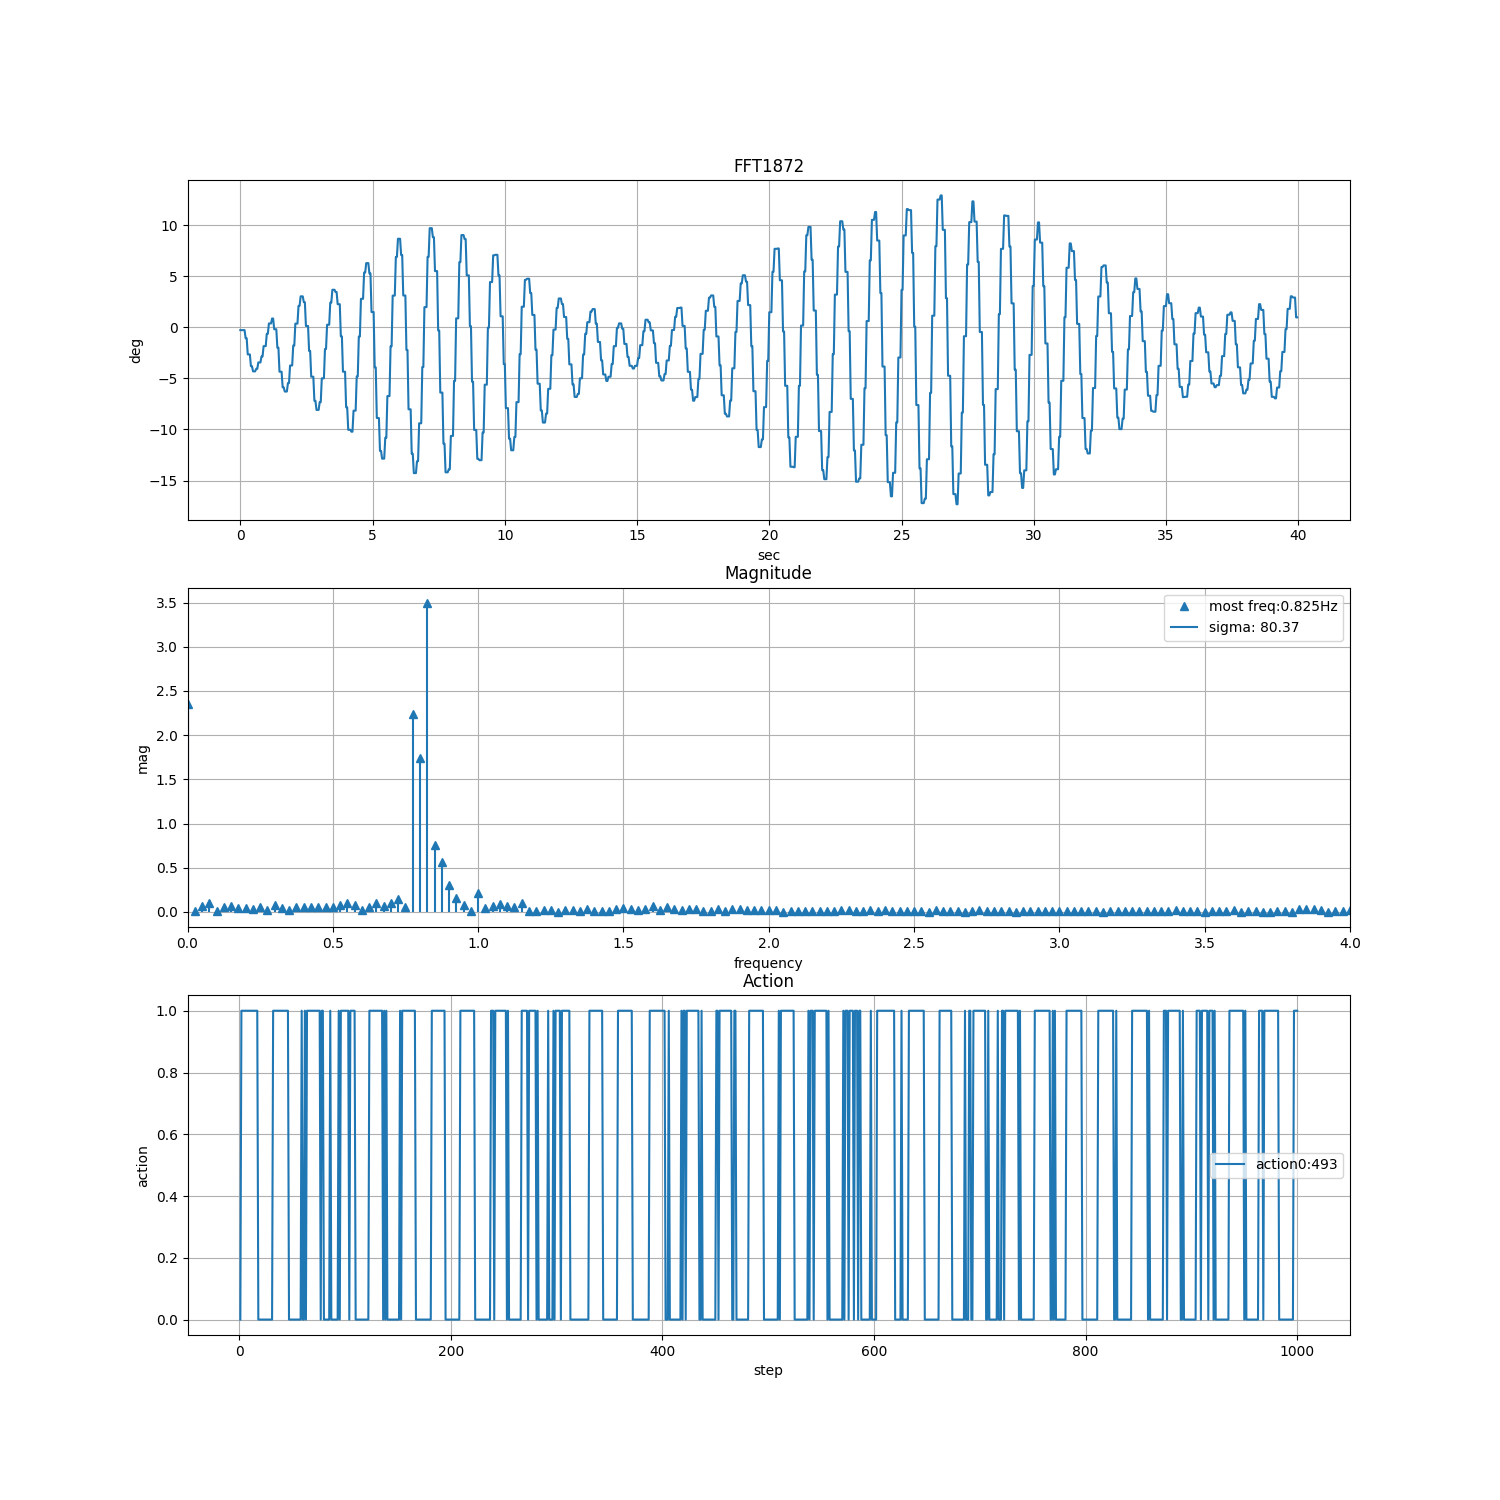 FFT1872
10
5
0
−5
−10
−15
deg
0 5 10 15 20 25 30 35 40
sec
Magnitude
3.5
3.0
2.5
2.0
1.5
1.0
0.5
0.0
mag
most freq:0.825Hz
sigma: 80.37
0.0 0.5 1.0 1.5 2.0 2.5 3.0 3.5 4.0
frequency
Action
1.0
0.8
0.6
0.4
0.2
0.0
action
action0:493
0 200 400 600 800 1000
step